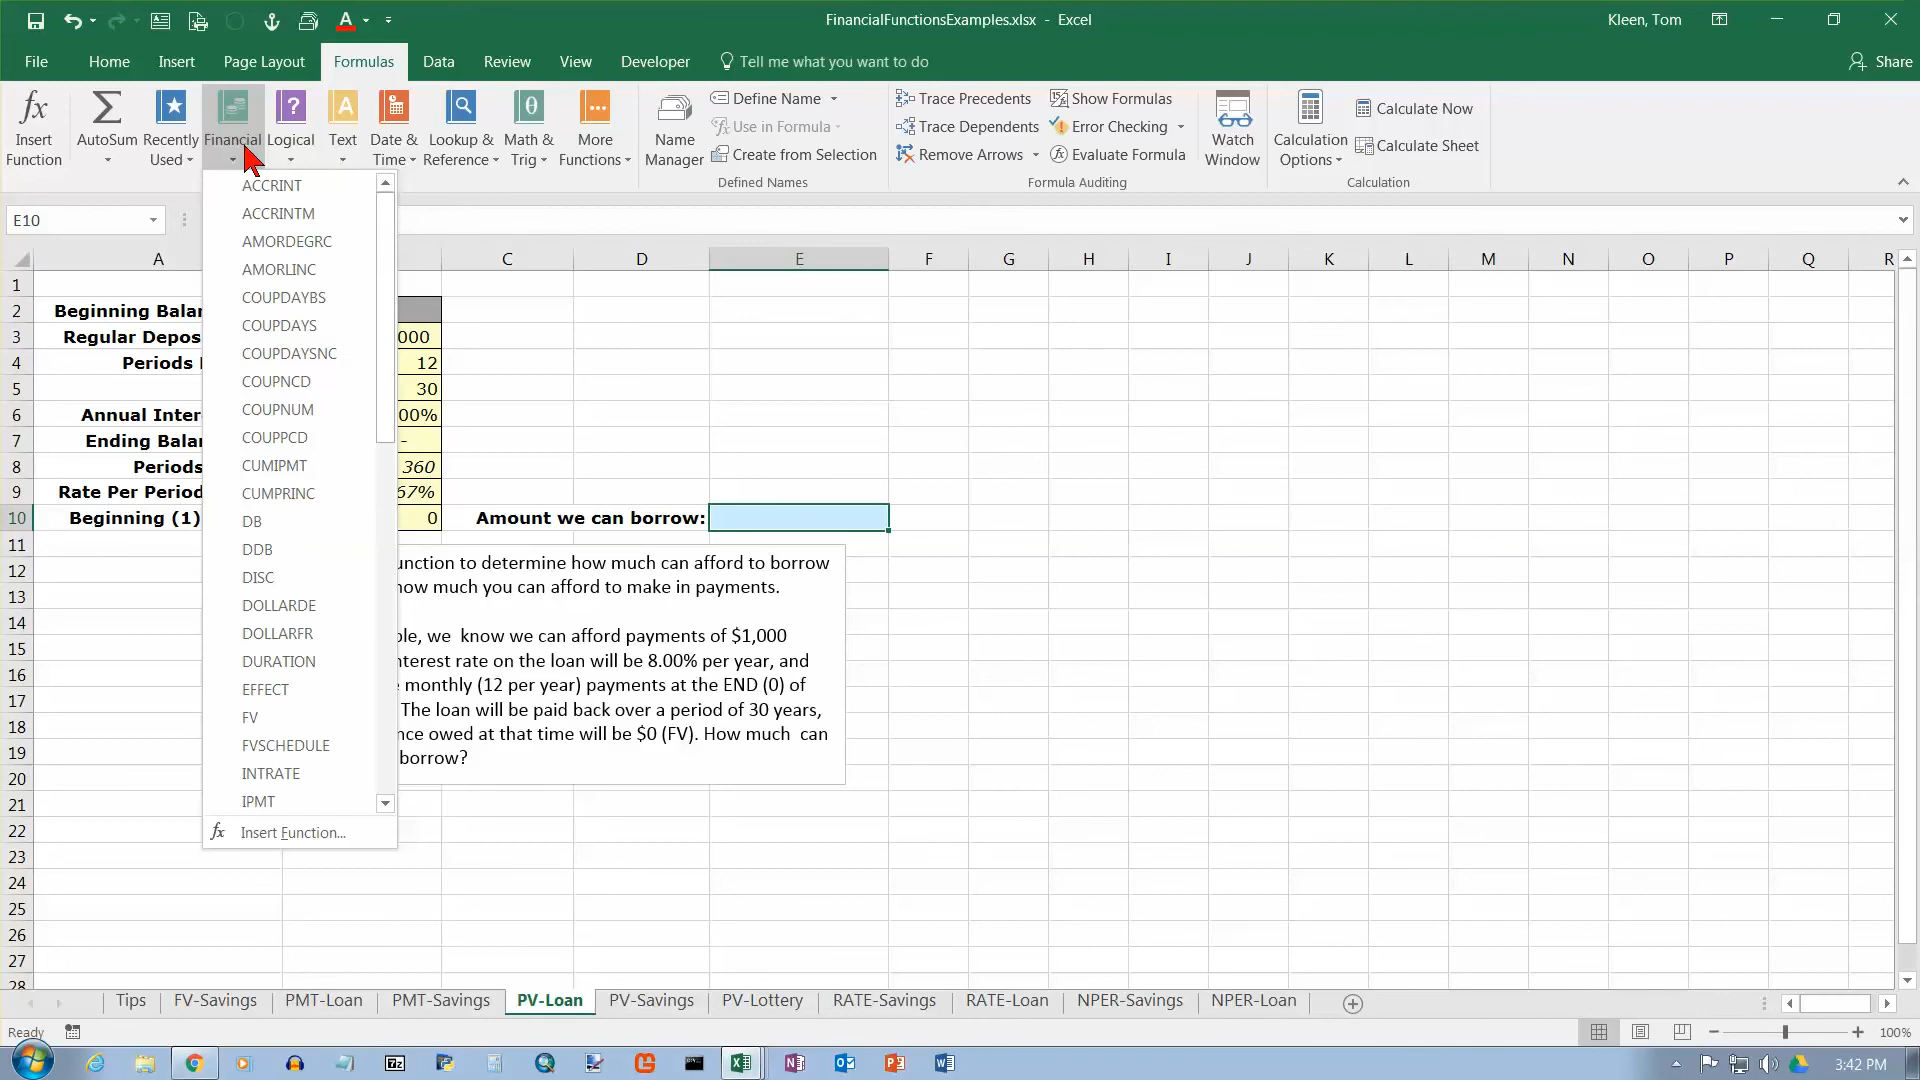 FinancialFunctionsExamples.xlsx - Excel
Kleen, Tom
File Home Insert Page Layout Formulas Data Review View Developer Tell me what you want to do Share
Insert Function
AutoSum
Recently Used
Financial
Logical
Text
Date & Time
Lookup & Reference
Math & Trig
More Functions
Name Manager
Define Name
Use in Formula
Create from Selection
Defined Names
Trace Precedents
Trace Dependents
Remove Arrows
Show Formulas
Error Checking
Evaluate Formula
Formula Auditing
Watch Window
Calculation Options
Calculate Now
Calculate Sheet
Calculation
E10
ACCRINT
ACCRINTM
AMORDEGRC
AMORLINC
COUPDAYBS
COUPDAYS
COUPDAYSNC
COUPNCD
COUPNUM
COUPPCD
CUMIPMT
CUMPRINC
DB
DDB
DISC
DOLLARDE
DOLLARFR
DURATION
EFFECT
FV
FVSCHEDULE
INTRATE
IPMT
Insert Function...
A C D E F G H I J K L M N O P Q R
1
2 Beginning Balan
3 Regular Depos 000
4 Periods 12
5 30
6 Annual Inter 00%
7 Ending Balan -
8 Periods 360
9 Rate Per Period 67%
10 Beginning (1) 0 Amount we can borrow:
11
12
13
14
15
16
17
18
19
20
21
22
23
24
25
26
27
28
unction to determine how much can afford to borrow
how much you can afford to make in payments.
ple, we know we can afford payments of $1,000
nterest rate on the loan will be 8.00% per year, and
e monthly (12 per year) payments at the END (0) of
The loan will be paid back over a period of 30 years,
nce owed at that time will be $0 (FV). How much can
borrow?
Tips FV-Savings PMT-Loan PMT-Savings PV-Loan PV-Savings PV-Lottery RATE-Savings RATE-Loan NPER-Savings NPER-Loan
Ready 100%
3:42 PM